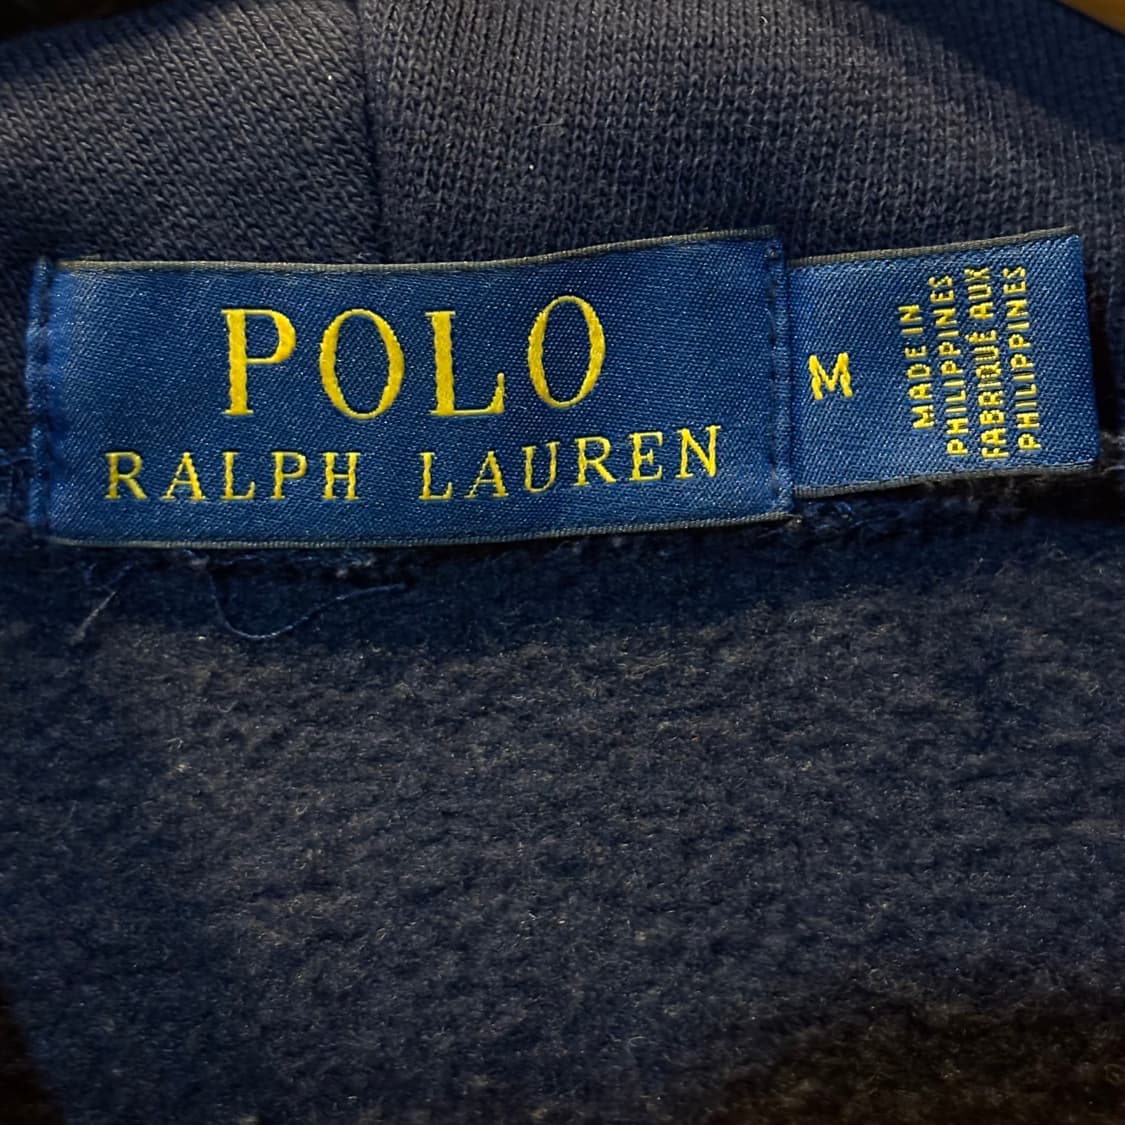 POLO
RALPH LAUREN
M
MADE IN
PHILIPPINES
FABRIQUÉ AUX
PHILIPPINES